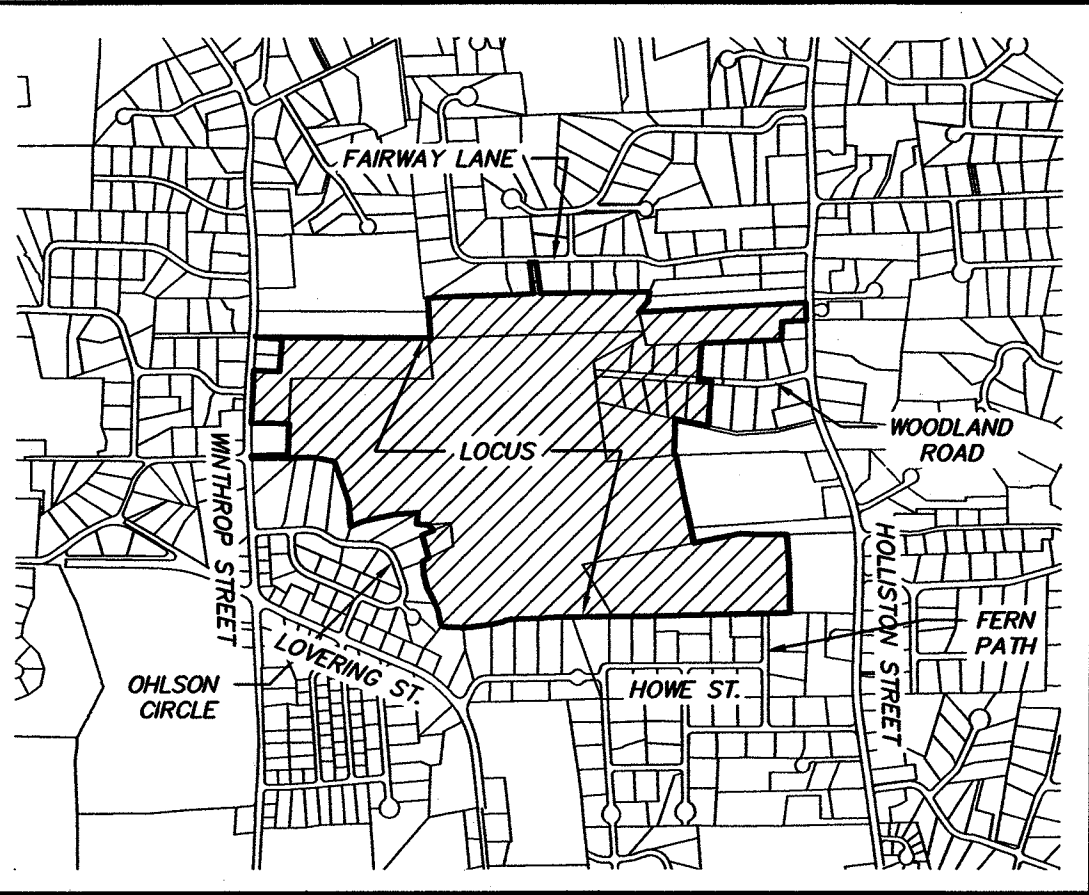 FAIRWAY LANE
LOCUS
WOODLAND
ROAD
WINTHROP STREET
HOLLISTON STREET
FERN
PATH
LOVERING ST.
OHLSON
CIRCLE
HOWE ST.